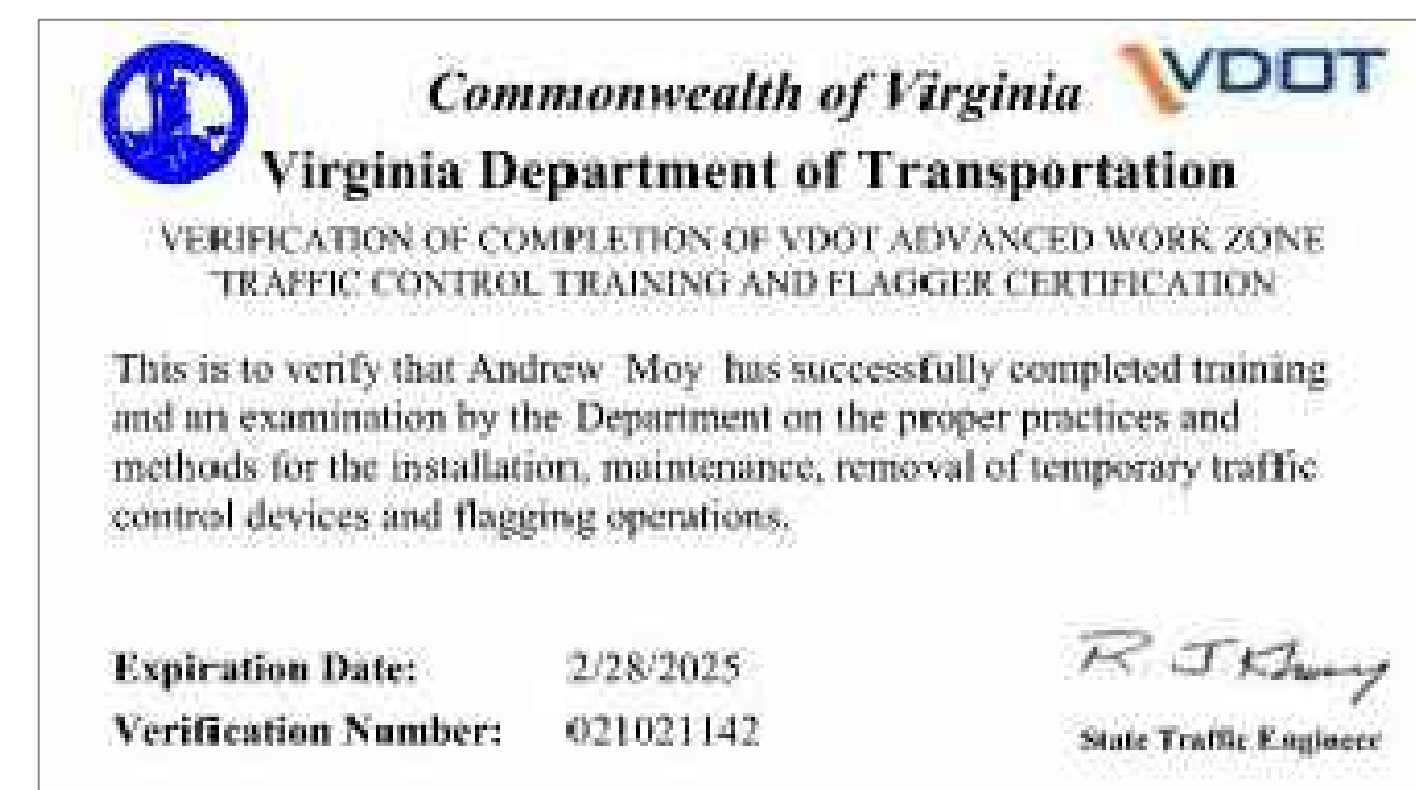 Commonwealth of Virginia VDOT
Virginia Department of Transportation
VERIFICATION OF COMPLETION OF VDOT ADVANCED WORK ZONE
TRAFFIC CONTROL TRAINING AND FLAGGER CERTIFICATION
This is to verify that Andrew Moy has successfully completed training
and an examination by the Department on the proper practices and
methods for the installation, maintenance, removal of temporary traffic
control devices and flagging operations.
Expiration Date: 2/28/2025
Verification Number: 021021142
R J
State Traffic Engineer